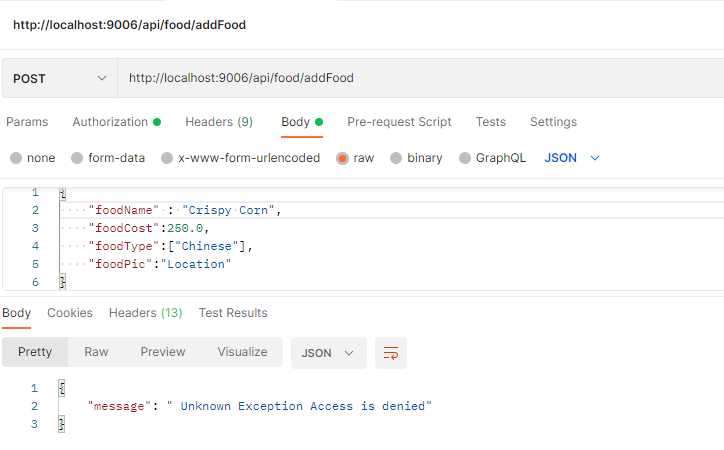 http://localhost:9006/api/food/addFood
POST http://localhost:9006/api/food/addFood
Params Authorization Headers (9) Body Pre-request Script Tests Settings
none form-data x-www-form-urlencoded raw binary GraphQL JSON
1 {
2 "foodName" : "Crispy Corn",
3 "foodCost":250.0,
4 "foodType":["Chinese"],
5 "foodPic":"Location"
6 }
Body Cookies Headers (13) Test Results
Pretty Raw Preview Visualize JSON
1 {
2 "message": " Unknown Exception Access is denied"
3 }